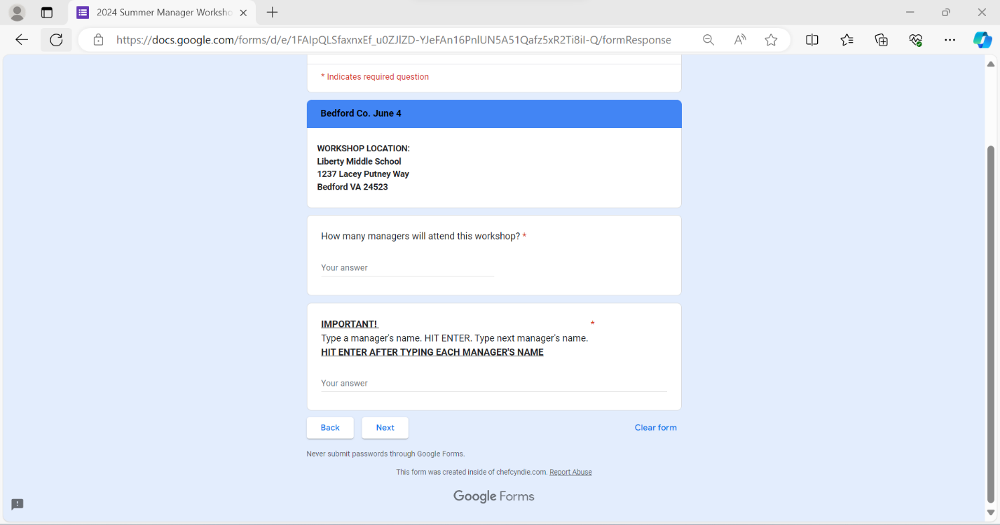 2024 Summer Manager Worksho
https://docs.google.com/forms/d/e/1FAIpQLSfaxnxEf_u0ZJlZD-YJeFAn16PnlUN5A51Qafz5xR2Ti8iI-Q/formResponse
* Indicates required question
Bedford Co. June 4
WORKSHOP LOCATION:
Liberty Middle School
1237 Lacey Putney Way
Bedford VA 24523
How many managers will attend this workshop? *
Your answer
IMPORTANT! *
Type a manager's name. HIT ENTER. Type next manager's name.
HIT ENTER AFTER TYPING EACH MANAGER'S NAME
Your answer
Back Next Clear form
Never submit passwords through Google Forms.
This form was created inside of chefcyndie.com. Report Abuse
Google Forms